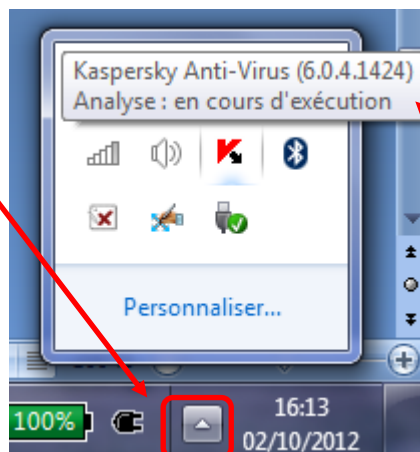 Kaspersky Anti-Virus (6.0.4.1424)
Analyse : en cours d'exécution
Personnaliser...
100%
16:13
02/10/2012